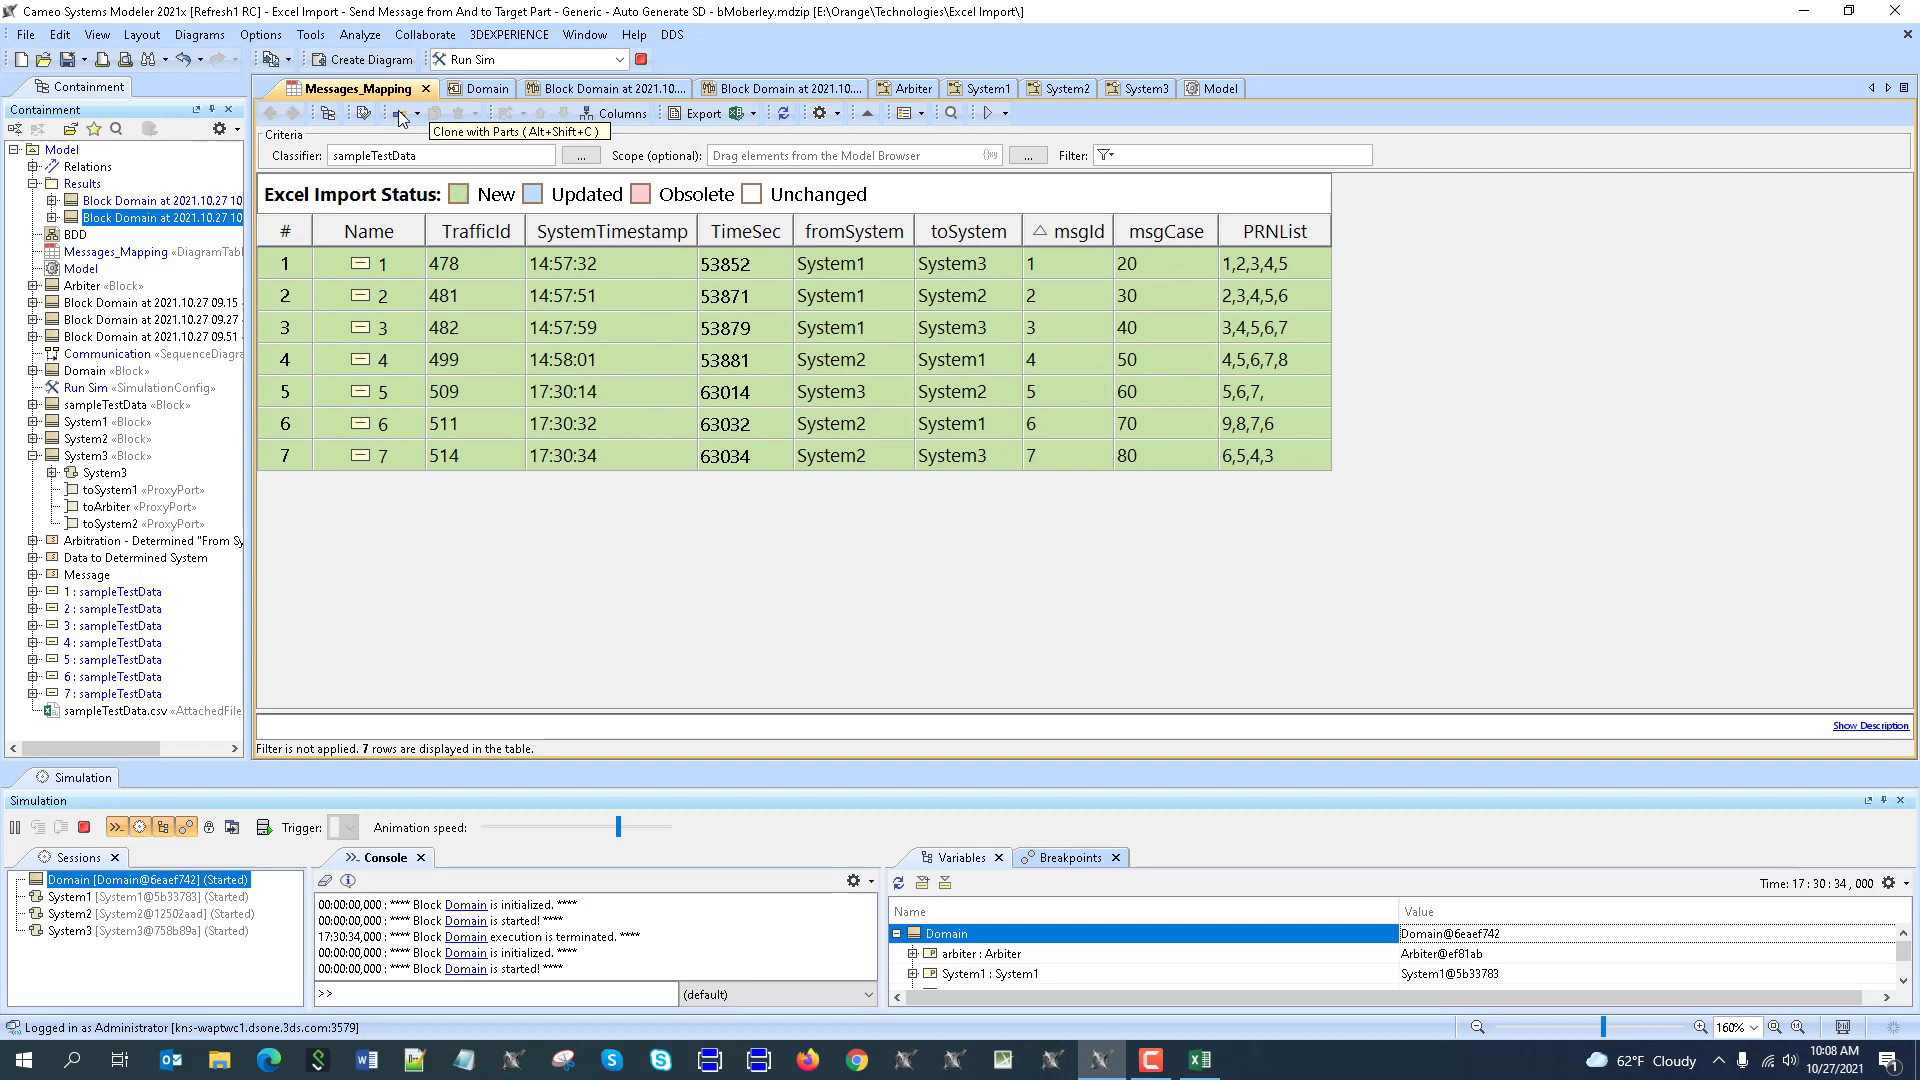 Cameo Systems Modeler 2021x [Refresh1 RC] - Excel Import - Send Message from And to Target Part - Generic - Auto Generate SD - bMoberley.mdzip [E:\Orange\Technologies\Excel Import\]
File Edit View Layout Diagrams Options Tools Analyze Collaborate 3DEXPERIENCE Window Help DDS
Create Diagram Run Sim
Containment
Messages_Mapping Domain Block Domain at 2021.10.... Block Domain at 2021.10.... Arbiter System1 System2 System3 Model
Containment
Columns Export
Clone with Parts ( Alt+Shift+C )
Criteria
Classifier: sampleTestData ... Scope (optional): Drag elements from the Model Browser ... Filter:
Model
Relations
Results
Block Domain at 2021.10.27 10
Block Domain at 2021.10.27 10
BDD
Messages_Mapping «DiagramTabl
Model
Arbiter «Block»
Block Domain at 2021.10.27 09.15
Block Domain at 2021.10.27 09.27
Block Domain at 2021.10.27 09.51
Communication «SequenceDiagra
Domain «Block»
Run Sim «SimulationConfig»
sampleTestData «Block»
System1 «Block»
System2 «Block»
System3 «Block»
System3
toSystem1 «ProxyPort»
toArbiter «ProxyPort»
toSystem2 «ProxyPort»
Arbitration - Determined "From Sy
Data to Determined System
Message
1 : sampleTestData
2 : sampleTestData
3 : sampleTestData
4 : sampleTestData
5 : sampleTestData
6 : sampleTestData
7 : sampleTestData
sampleTestData.csv «AttachedFile
Excel Import Status: New Updated Obsolete Unchanged
# Name TrafficId SystemTimestamp TimeSec fromSystem toSystem msgId msgCase PRNList
1 1 478 14:57:32 53852 System1 System3 1 20 1,2,3,4,5
2 2 481 14:57:51 53871 System1 System2 2 30 2,3,4,5,6
3 3 482 14:57:59 53879 System1 System3 3 40 3,4,5,6,7
4 4 499 14:58:01 53881 System2 System1 4 50 4,5,6,7,8
5 5 509 17:30:14 63014 System3 System2 5 60 5,6,7,
6 6 511 17:30:32 63032 System2 System1 6 70 9,8,7,6
7 7 514 17:30:34 63034 System2 System3 7 80 6,5,4,3
Show Description
Filter is not applied. 7 rows are displayed in the table.
Simulation
Simulation
Trigger: Animation speed:
Sessions
Domain [Domain@6eaef742] (Started)
System1 [System1@5b33783] (Started)
System2 [System2@12502aad] (Started)
System3 [System3@758b89a] (Started)
Console
00:00:00,000 : **** Block Domain is initialized. ****
00:00:00,000 : **** Block Domain is started! ****
17:30:34,000 : **** Block Domain execution is terminated. ****
00:00:00,000 : **** Block Domain is initialized. ****
00:00:00,000 : **** Block Domain is started! ****
>> (default)
Variables Breakpoints
Time: 17 : 30 : 34 , 000
Name Value
Domain Domain@6eaef742
arbiter : Arbiter Arbiter@ef81ab
System1 : System1 System1@5b33783
Logged in as Administrator [kns-waptwc1.dsone.3ds.com:3579]
160%
62°F Cloudy
10:08 AM
10/27/2021
1